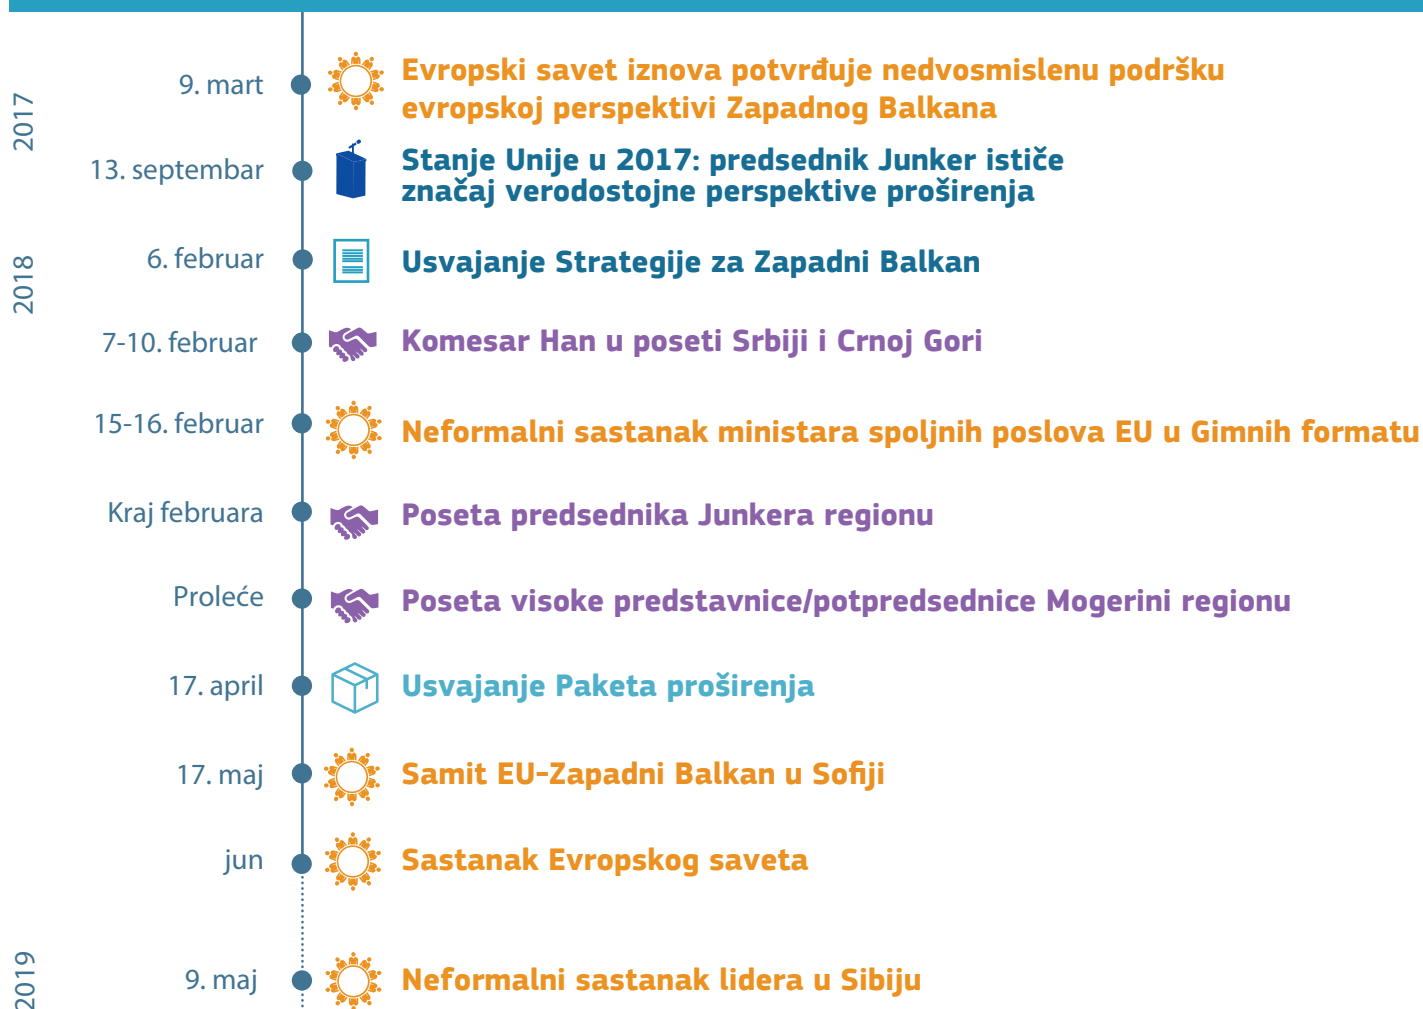 2017
9. mart
Evropski savet iznova potvrđuje nedvosmislenu podršku
evropskoj perspektivi Zapadnog Balkana
13. septembar
Stanje Unije u 2017: predsednik Junker ističe
značaj verodostojne perspektive proširenja
2018
6. februar
Usvajanje Strategije za Zapadni Balkan
7-10. februar
Komesar Han u poseti Srbiji i Crnoj Gori
15-16. februar
Neformalni sastanak ministara spoljnih poslova EU u Gimnih formatu
Kraj februara
Poseta predsednika Junkera regionu
Proleće
Poseta visoke predstavnice/potpredsednice Mogerini regionu
17. april
Usvajanje Paketa proširenja
17. maj
Samit EU-Zapadni Balkan u Sofiji
jun
Sastanak Evropskog saveta
2019
9. maj
Neformalni sastanak lidera u Sibiju